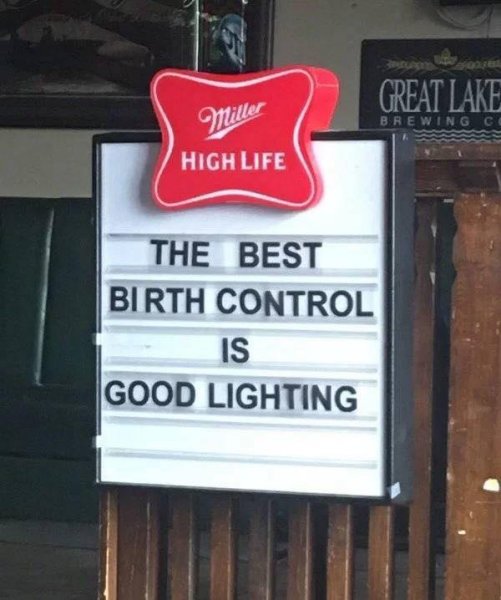 Miller
HIGH LIFE
GREAT LAKE
BREWING
THE BEST
BIRTH CONTROL
IS
GOOD LIGHTING